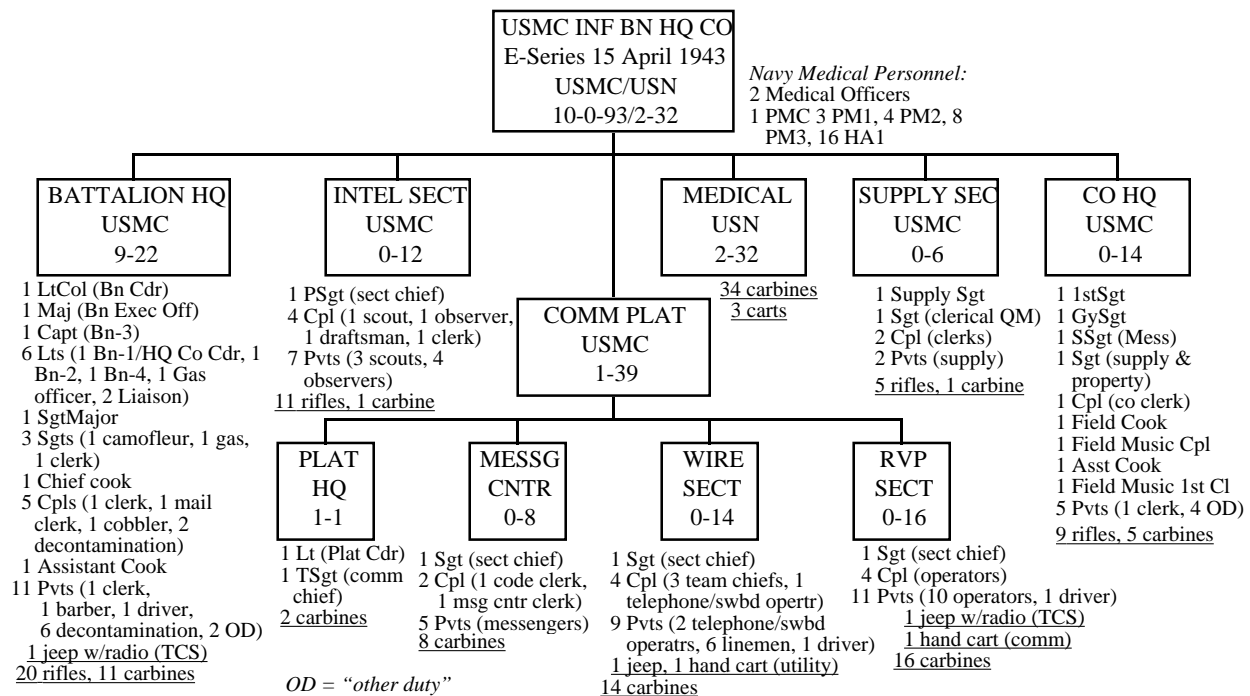 USMC INF BN HQ CO
E-Series 15 April 1943
USMC/USN
10-0-93/2-32
Navy Medical Personnel:
2 Medical Officers
1 PMC 3 PM1, 4 PM2, 8
PM3, 16 HA1
BATTALION HQ
USMC
9-22
1 LtCol (Bn Cdr)
1 Maj (Bn Exec Off)
1 Capt (Bn-3)
6 Lts (1 Bn-1/HQ Co Cdr, 1
Bn-2, 1 Bn-4, 1 Gas
officer, 2 Liaison)
1 SgtMajor
3 Sgts (1 camofleur, 1 gas,
1 clerk)
1 Chief cook
5 Cpls (1 clerk, 1 mail
clerk, 1 cobbler, 2
decontamination)
1 Assistant Cook
11 Pvts (1 clerk,
1 barber, 1 driver,
6 decontamination, 2 OD)
1 jeep w/radio (TCS)
20 rifles, 11 carbines
INTEL SECT
USMC
0-12
1 PSgt (sect chief)
4 Cpl (1 scout, 1 observer,
1 draftsman, 1 clerk)
7 Pvts (3 scouts, 4
observers)
11 rifles, 1 carbine
MEDICAL
USN
2-32
34 carbines
3 carts
SUPPLY SEC
USMC
0-6
1 Supply Sgt
1 Sgt (clerical QM)
2 Cpl (clerks)
2 Pvts (supply)
5 rifles, 1 carbine
CO HQ
USMC
0-14
1 1stSgt
1 GySgt
1 SSgt (Mess)
1 Sgt (supply &
property)
1 Cpl (co clerk)
1 Field Cook
1 Field Music Cpl
1 Asst Cook
1 Field Music 1st Cl
5 Pvts (1 clerk, 4 OD)
9 rifles, 5 carbines
COMM PLAT
USMC
1-39
PLAT
HQ
1-1
1 Lt (Plat Cdr)
1 TSgt (comm
chief)
2 carbines
MESSG
CNTR
0-8
1 Sgt (sect chief)
2 Cpl (1 code clerk,
1 msg cntr clerk)
5 Pvts (messengers)
8 carbines
WIRE
SECT
0-14
1 Sgt (sect chief)
4 Cpl (3 team chiefs, 1
telephone/swbd opertr)
9 Pvts (2 telephone/swbd
operatrs, 6 linemen, 1 driver)
1 jeep, 1 hand cart (utility)
14 carbines
RVP
SECT
0-16
1 Sgt (sect chief)
4 Cpl (operators)
11 Pvts (10 operators, 1 driver)
1 jeep w/radio (TCS)
1 hand cart (comm)
16 carbines
OD = “other duty”